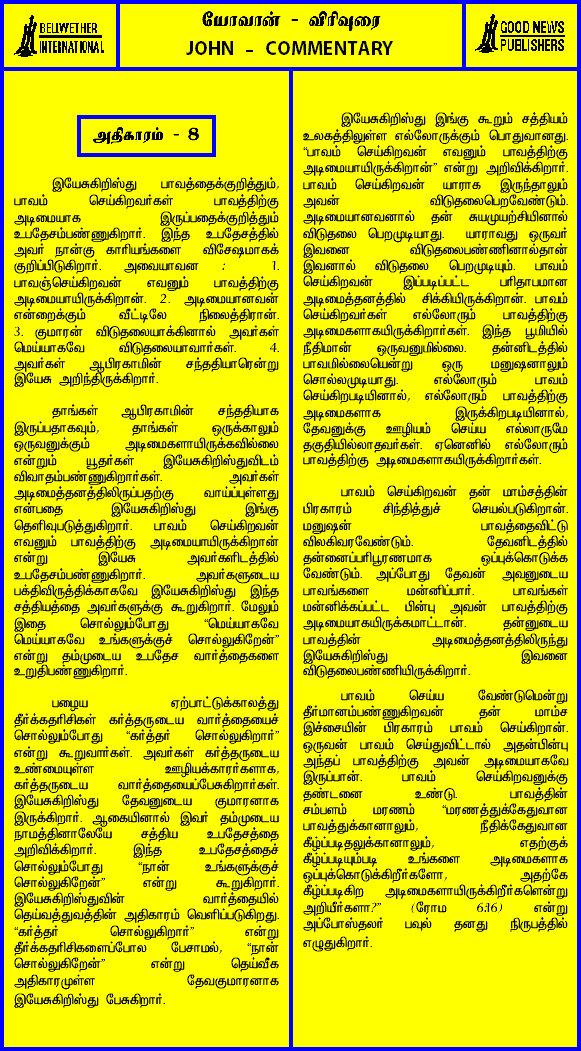 BELWETHER
INTERNATIONAL
யோவான் - விரிவுரை
JOHN - COMMENTARY
GOOD NEWS
PUBLISHERS
அதிகாரம் - 8
இயேசுகிறிஸ்து பாவத்தைக்குறித்தும்,
பாவம் செய்கிறவர்கள் பாவத்திற்கு
அடிமையாக இருப்பதைக்குறித்தும்
உபதேசம்பண்ணுகிறார். இந்த உபதேசத்தில்
அவர் நான்கு காரியங்களை விசேஷமாகக்
குறிப்பிடுகிறார். அவையாவன : 1.
பாவஞ்செய்கிறவன் எவனும் பாவத்திற்கு
அடிமையாயிருக்கிறான். 2. அடிமையானவன்
என்றைக்கும் வீட்டிலே நிலைத்திரான்.
3. குமாரன் விடுதலையாக்கினால் அவர்கள்
மெய்யாகவே விடுதலையாவார்கள். 4.
அவர்கள் ஆபிரகாமின் சந்ததியாரென்று
இயேசு அறிந்திருக்கிறார்.
தாங்கள் ஆபிரகாமின் சந்ததியாக
இருப்பதாகவும், தாங்கள் ஒருக்காலும்
ஒருவனுக்கும் அடிமைகளாயிருக்கவில்லை
என்றும் யூதர்கள் இயேசுகிறிஸ்துவிடம்
விவாதம்பண்ணுகிறார்கள். அவர்கள்
அடிமைத்தனத்திலிருப்பதற்கு வாய்ப்புள்ளது
என்பதை இயேசுகிறிஸ்து இங்கு
தெளிவுபடுத்துகிறார். பாவம் செய்கிறவன்
எவனும் பாவத்திற்கு அடிமையாயிருக்கிறான்
என்று இயேசு அவர்களிடத்தில்
உபதேசம்பண்ணுகிறார். அவர்களுடைய
பக்திவிருத்திக்காகவே இயேசுகிறிஸ்து இந்த
சத்தியத்தை அவர்களுக்கு கூறுகிறார். மேலும்
இதை சொல்லும்போது "மெய்யாகவே
மெய்யாகவே உங்களுக்குச் சொல்லுகிறேன்"
என்று தம்முடைய உபதேச வார்த்தைகளை
உறுதிபண்ணுகிறார்.
பழைய ஏற்பாட்டுக்காலத்து
தீர்க்கதரிசிகள் கர்த்தருடைய வார்த்தையைச்
சொல்லும்போது "கர்த்தர் சொல்லுகிறார்"
என்று கூறுவார்கள். அவர்கள் கர்த்தருடைய
உண்மையுள்ள ஊழியக்காரர்களாக,
கர்த்தருடைய வார்த்தையைப்பேசுகிறார்கள்.
இயேசுகிறிஸ்து தேவனுடைய குமாரனாக
இருக்கிறார். ஆகையினால் இவர் தம்முடைய
நாமத்தினாலேயே சத்திய உபதேசத்தை
அறிவிக்கிறார். இந்த உபதேசத்தைச்
சொல்லும்போது "நான் உங்களுக்குச்
சொல்லுகிறேன்" என்று கூறுகிறார்.
இயேசுகிறிஸ்துவின் வார்த்தையில்
தெய்வத்துவத்தின் அதிகாரம் வெளிப்படுகிறது.
"கர்த்தர் சொல்லுகிறார்" என்று
தீர்க்கதரிசிகளைப்போல பேசாமல், "நான்
சொல்லுகிறேன்" என்று தெய்வீக
அதிகாரமுள்ள தேவகுமாரனாக
இயேசுகிறிஸ்து பேசுகிறார்.
இயேசுகிறிஸ்து இங்கு கூறும் சத்தியம்
உலகத்திலுள்ள எல்லோருக்கும் பொதுவானது.
"பாவம் செய்கிறவன் எவனும் பாவத்திற்கு
அடிமையாயிருக்கிறான்" என்று அறிவிக்கிறார்.
பாவம் செய்கிறவன் யாராக இருந்தாலும்
அவன் விடுதலைபெறவேண்டும்.
அடிமையானவனால் தன் சுயமுயற்சியினால்
விடுதலை பெறமுடியாது. யாராவது ஒருவர்
இவனை விடுதலைபண்ணினால்தான்
இவனால் விடுதலை பெறமுடியும். பாவம்
செய்கிறவன் இப்படிப்பட்ட பரிதாபமான
அடிமைத்தனத்தில் சிக்கியிருக்கிறான். பாவம்
செய்கிறவர்கள் எல்லோரும் பாவத்திற்கு
அடிமைகளாகயிருக்கிறார்கள். இந்த பூமியில்
நீதிமான் ஒருவனுமில்லை. தன்னிடத்தில்
பாவமில்லையென்று ஒரு மனுஷனாலும்
சொல்லமுடியாது. எல்லோரும் பாவம்
செய்கிறபடியினால், எல்லோரும் பாவத்திற்கு
அடிமைகளாக இருக்கிறபடியினால்,
தேவனுக்கு ஊழியம் செய்ய எல்லாருமே
தகுதியில்லாதவர்கள். ஏனெனில் எல்லோரும்
பாவத்திற்கு அடிமைகளாகயிருக்கிறார்கள்.
பாவம் செய்கிறவன் தன் மாம்சத்தின்
பிரகாரம் சிந்தித்துச் செயல்படுகிறான்.
மனுஷன் பாவத்தைவிட்டு
விலகிவரவேண்டும். தேவனிடத்தில்
தன்னைப்பரிபூரணமாக ஒப்புக்கொடுக்க
வேண்டும். அப்போது தேவன் அவனுடைய
பாவங்களை மன்னிப்பார். பாவங்கள்
மன்னிக்கப்பட்ட பின்பு அவன் பாவத்திற்கு
அடிமையாயிருக்கமாட்டான். தன்னுடைய
பாவத்தின் அடிமைத்தனத்திலிருந்து
இயேசுகிறிஸ்து இவனை
விடுதலைபண்ணியிருக்கிறார்.
பாவம் செய்ய வேண்டுமென்று
தீர்மானம்பண்ணுகிறவன் தன் மாம்ச
இச்சையின் பிரகாரம் பாவம் செய்கிறான்.
ஒருவன் பாவம் செய்துவிட்டால் அதன்பின்பு
அந்தப் பாவத்திற்கு அவன் அடிமையாகவே
இருப்பான். பாவம் செய்கிறவனுக்கு
தண்டனை உண்டு. பாவத்தின்
சம்பளம் மரணம் "மரணத்துக்கேதுவான
பாவத்துக்கானாலும், நீதிக்கேதுவான
கீழ்ப்படிதலுக்கானாலும், எதற்குக்
கீழ்ப்படியும்படி உங்களை அடிமைகளாக
ஒப்புக்கொடுக்கிறீர்களோ, அதற்கே
கீழ்ப்படிகிற அடிமைகளாயிருக்கிறீர்களென்று
அறியீர்களா?" (ரோம 6:16) என்று
அப்போஸ்தலர் பவுல் தனது நிருபத்தில்
எழுதுகிறார்.